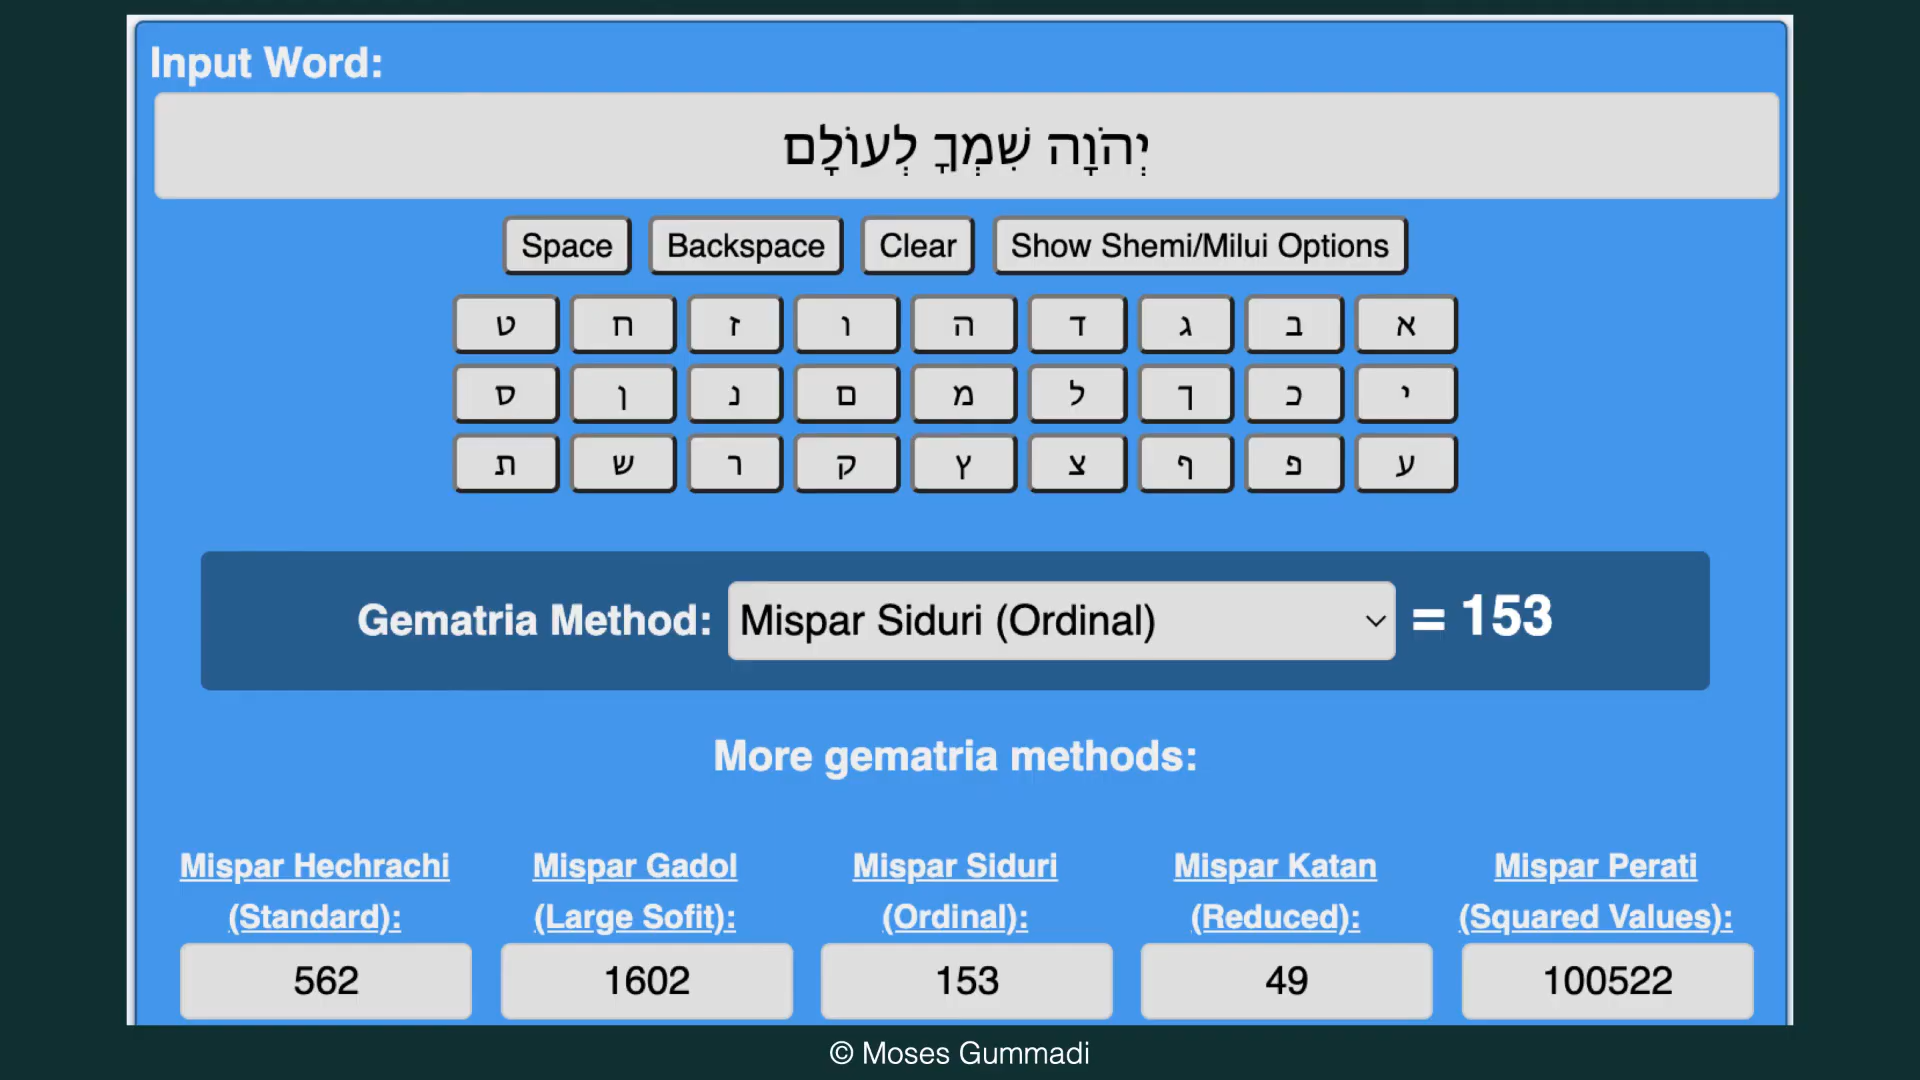 Input Word:
יְהֹוָה שִׁמְךָ לְעוֹלָם
Space Backspace Clear Show Shemi/Milui Options
ט ח ז ו ה ד ג ב א
ס ן נ ם מ ל ך כ י
ת ש ר ק ץ צ ף פ ע
Gematria Method: Mispar Siduri (Ordinal) = 153
More gematria methods:
Mispar Hechrachi (Standard):
Mispar Gadol (Large Sofit):
Mispar Siduri (Ordinal):
Mispar Katan (Reduced):
Mispar Perati (Squared Values):
562 1602 153 49 100522
© Moses Gummadi